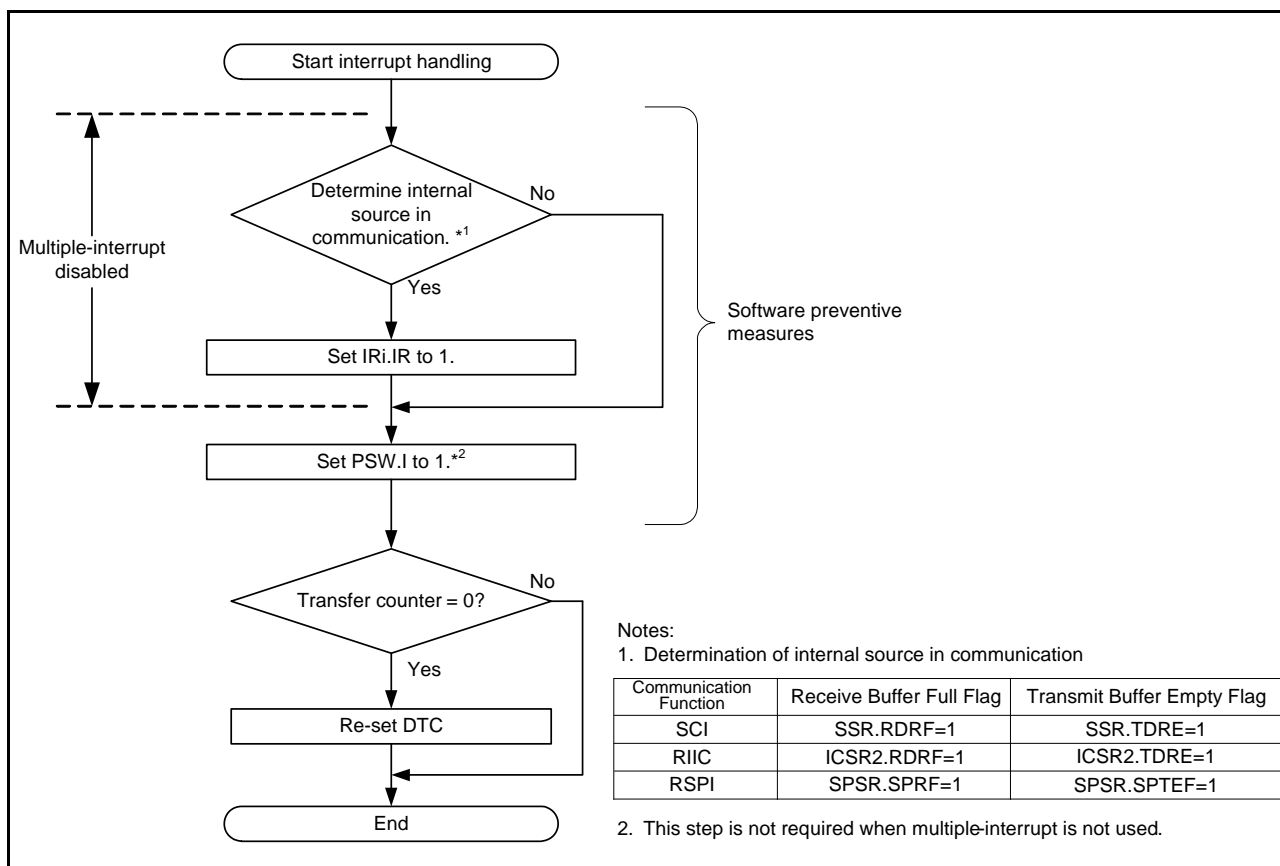 Start interrupt handling
Determine internal
source in
communication. *1
No
Multiple-interrupt
disabled
Yes
Software preventive
measures
Set IRi.IR to 1.
Set PSW.I to 1.*2
No
Transfer counter = 0?
Yes
Re-set DTC
End
Notes:
1. Determination of internal source in communication
Communication
Function
Receive Buffer Full Flag
Transmit Buffer Empty Flag
SCI
SSR.RDRF=1
SSR.TDRE=1
RIIC
ICSR2.RDRF=1
ICSR2.TDRE=1
RSPI
SPSR.SPRF=1
SPSR.SPTEF=1
2. This step is not required when multiple-interrupt is not used.